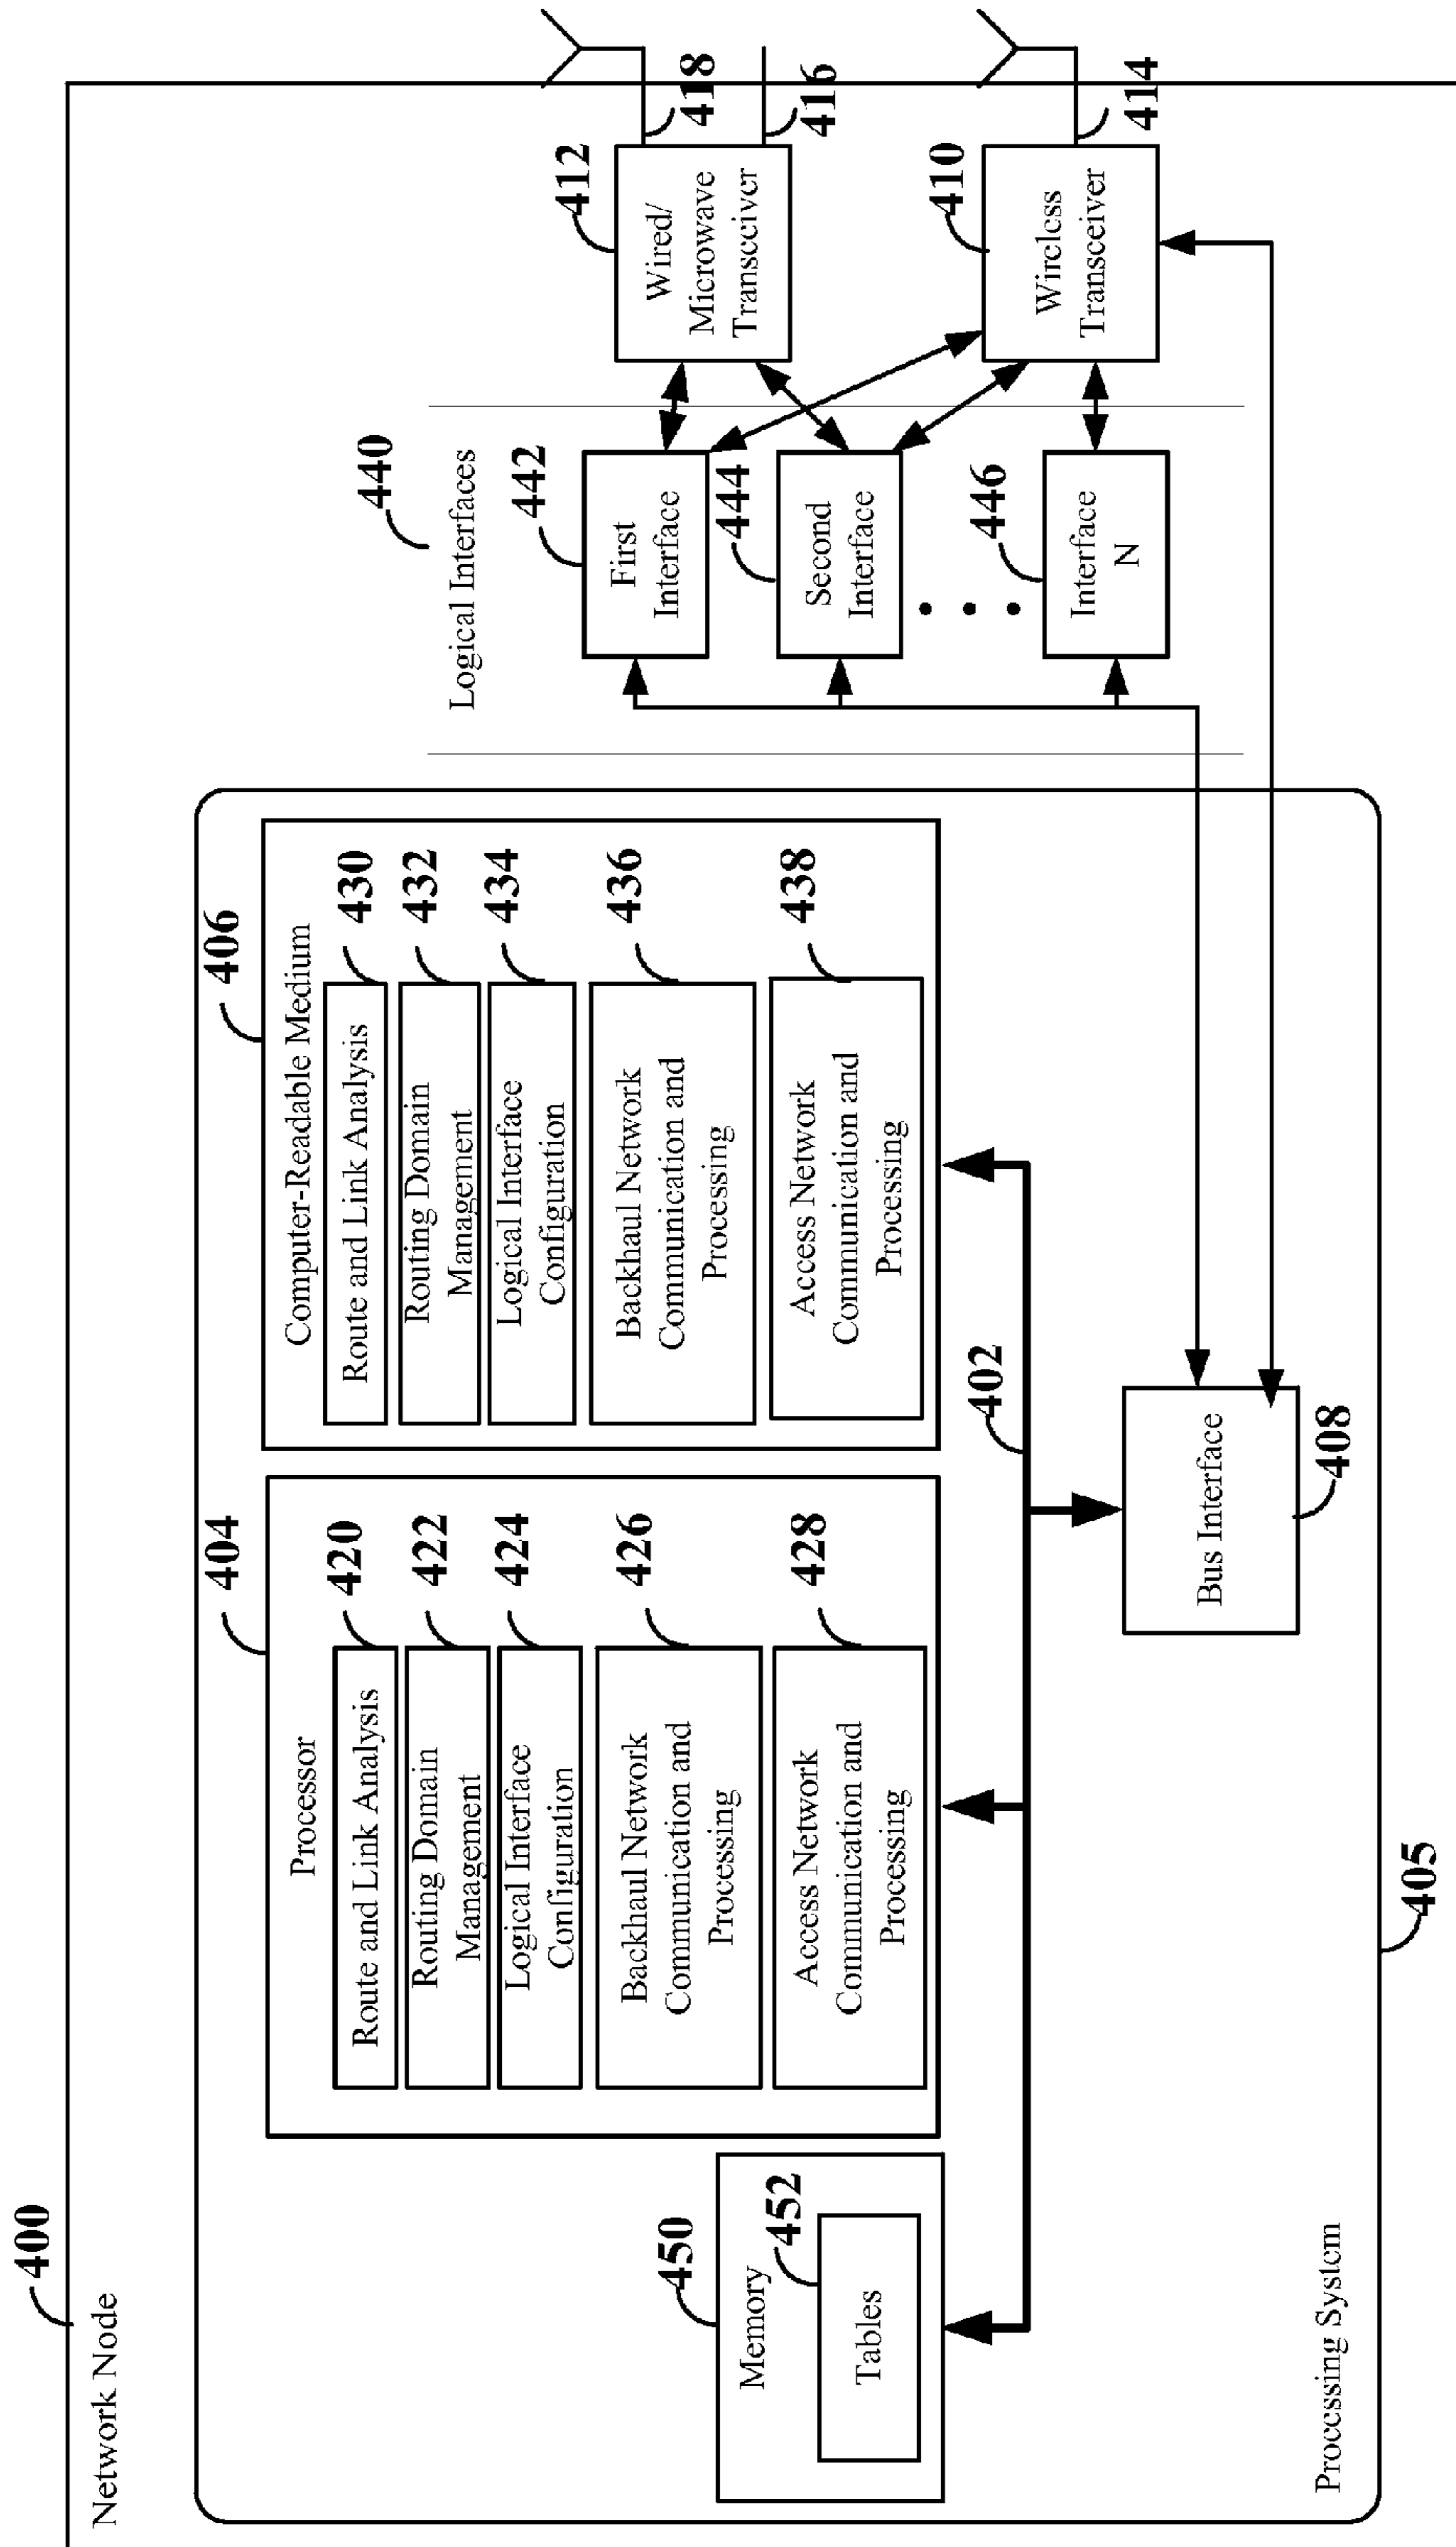 400
Network Node
450
Memory
452
Tables
404
Processor
420
Route and Link Analysis
422
Routing Domain
Management
424
Logical Interface
Configuration
426
Backhaul Network
Communication and
Processing
428
Access Network
Communication and
Processing
406
Computer-Readable Medium
430
Route and Link Analysis
432
Routing Domain
Management
434
Logical Interface
Configuration
436
Backhaul Network
Communication and
Processing
438
Access Network
Communication and
Processing
402
Bus Interface
408
Processing System
405
440
Logical Interfaces
442
First
Interface
444
Second
Interface
446
Interface
N
412
Wired/
Microwave
Transceiver
418
416
410
Wireless
Transceiver
414